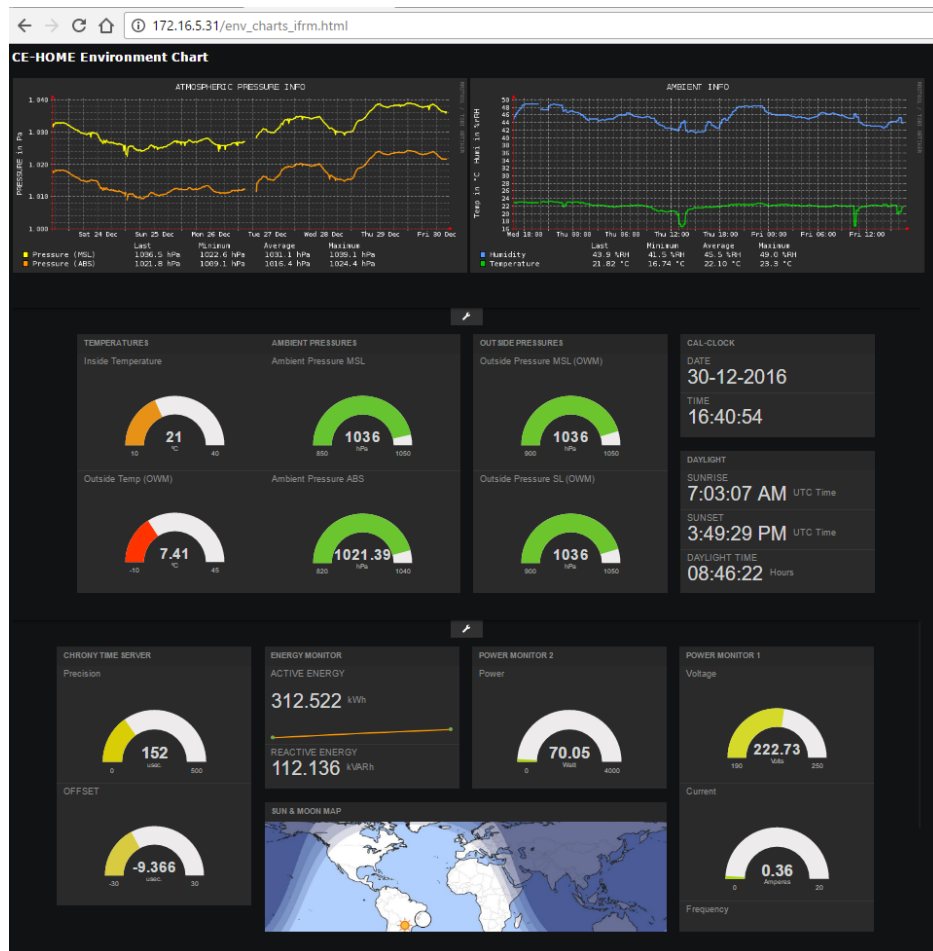 172.16.5.31/env_charts_ifrm.html
CE-HOME Environment Chart
ATMOSPHERIC PRESSURE INFO
PRESSURE in Pa
1.040
1.030
1.020
1.010
1.000
Sat 24 Dec Sun 25 Dec Mon 26 Dec Tue 27 Dec Wed 28 Dec Thu 29 Dec Fri 30 Dec
Last Minimum Average Maximum
Pressure (MSL) 1036.5 hPa 1022.6 hPa 1031.1 hPa 1039.1 hPa
Pressure (ABS) 1021.8 hPa 1009.1 hPa 1016.4 hPa 1024.4 hPa
AMBIENT INFO
Temp in °C Humi in %rRH
50
48
46
44
42
40
38
36
34
32
30
28
26
24
22
20
18
16
Wed 18:00 Thu 00:00 Thu 06:00 Thu 12:00 Thu 18:00 Fri 00:00 Fri 06:00 Fri 12:00
Last Minimum Average Maximum
Humidity 43.9 %RH 41.5 %RH 45.5 %RH 49.0 %RH
Temperature 21.82 °C 16.74 °C 22.10 °C 23.3 °C
TEMPERATURES
Inside Temperature
21
°C
10 40
Outside Temp (OWM)
7.41
°C
-10 45
AMBIENT PRESSURES
Ambient Pressure MSL
1036
hPa
850 1050
Ambient Pressure ABS
1021.39
hPa
820 1040
OUTSIDE PRESSURES
Outside Pressure MSL (OWM)
1036
hPa
900 1050
Outside Pressure SL (OWM)
1036
hPa
900 1050
CAL-CLOCK
DATE
30-12-2016
TIME
16:40:54
DAYLIGHT
SUNRISE
7:03:07 AM UTC Time
SUNSET
3:49:29 PM UTC Time
DAYLIGHT TIME
08:46:22 Hours
CHRONY TIME SERVER
Precision
152
usec.
0 500
OFFSET
-9.366
usec.
-30 30
ENERGY MONITOR
ACTIVE ENERGY
312.522 kWh
REACTIVE ENERGY
112.136 kVARh
SUN & MOON MAP
POWER MONITOR 2
Power
70.05
Watt
0 4000
POWER MONITOR 1
Voltage
222.73
Volts
190 250
Current
0.36
Amperes
0 20
Frequency